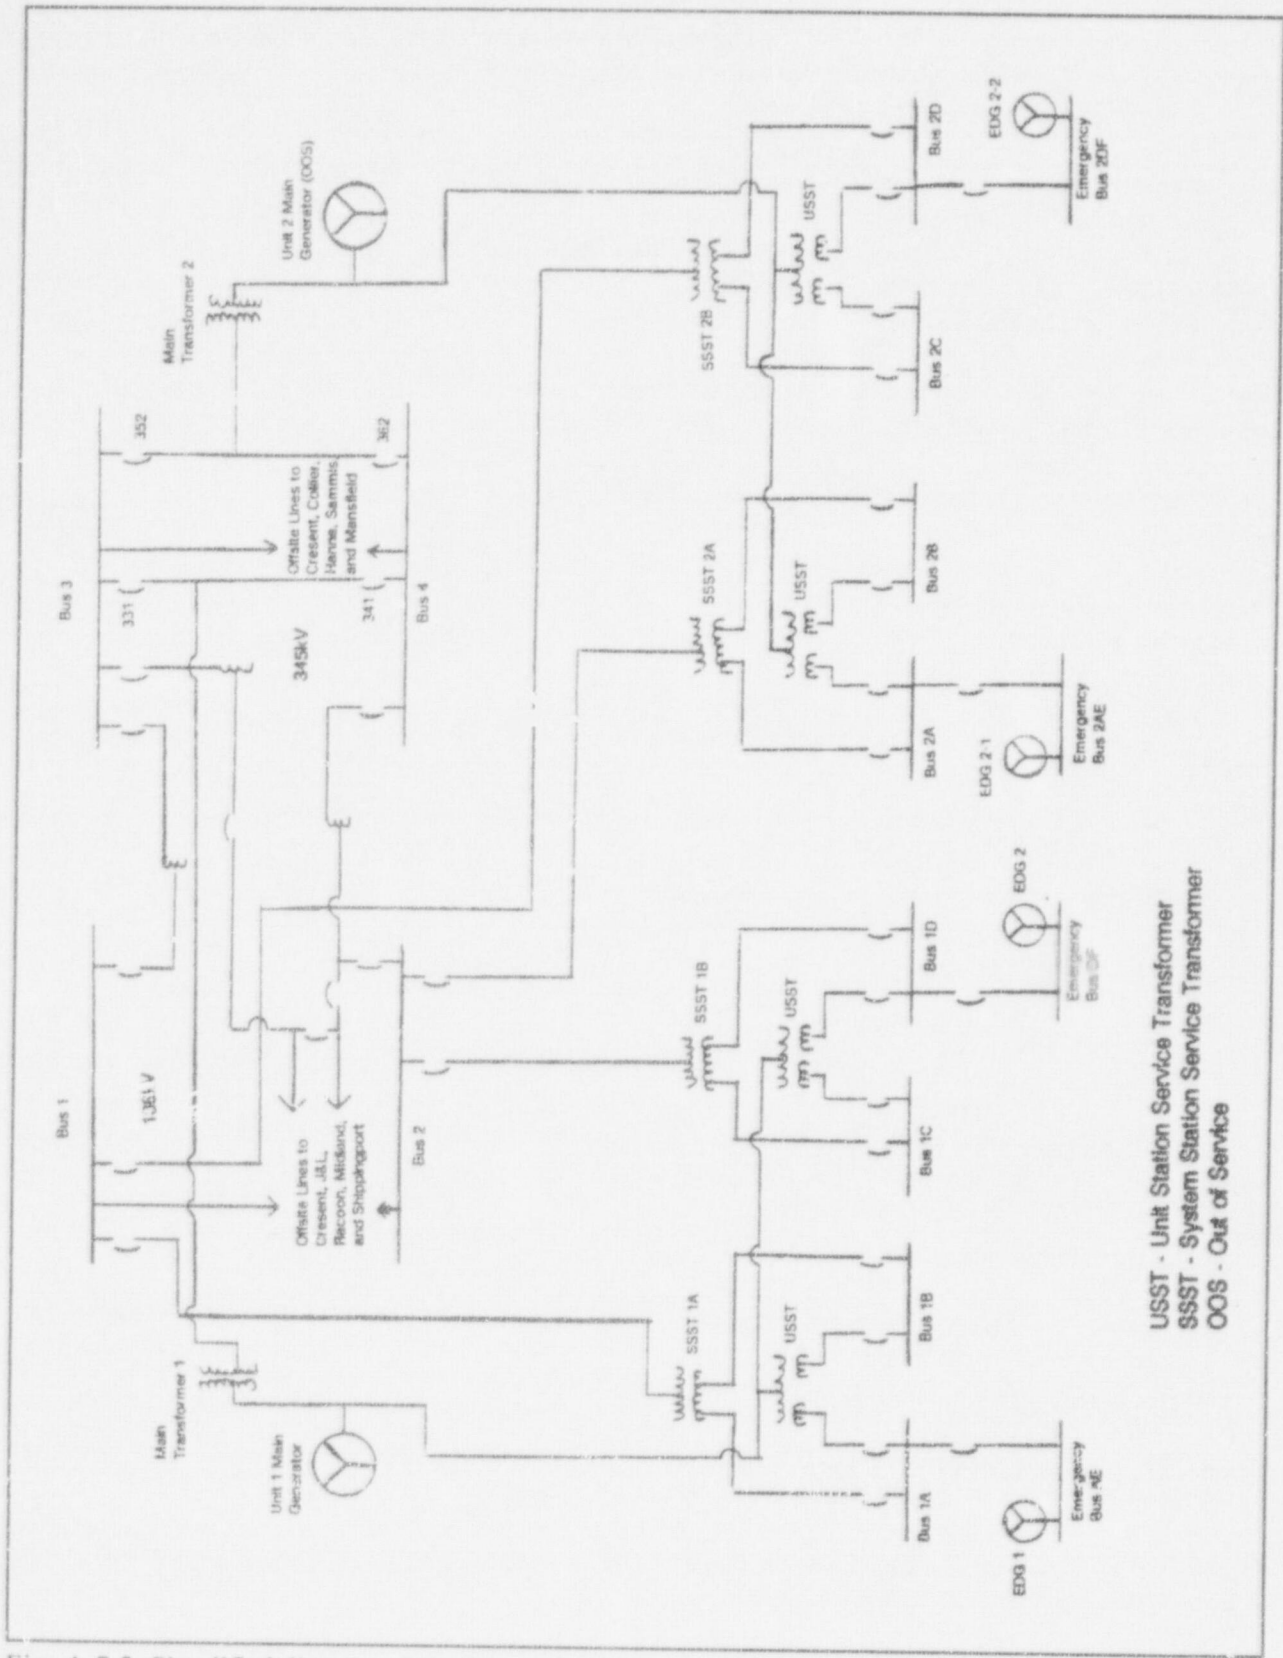 Bus 1
Bus 3
138kV
345kV
331
352
341
362
Bus 2
Bus 4
Main
Transformer 1
Unit 1 Main
Generator
Main
Transformer 2
Unit 2 Main
Generator (OOS)
Offsite Lines to
Cresent, J&L,
Racoon, Midland,
and Shippingport
Offsite Lines to
Cresent, Collier,
Hanna, Sammis,
and Mansfield
SSST 1A
SSST 1B
SSST 2A
SSST 2B
USST
USST
USST
USST
Bus 1A
Bus 1B
Bus 1C
Bus 1D
Bus 2A
Bus 2B
Bus 2C
Bus 2D
EDG 1
Emergency
Bus AE
EDG 2
Emergency
Bus DF
EDG 2-1
Emergency
Bus 2AE
EDG 2-2
Emergency
Bus 2DF
USST - Unit Station Service Transformer
SSST - System Station Service Transformer
OOS - Out of Service